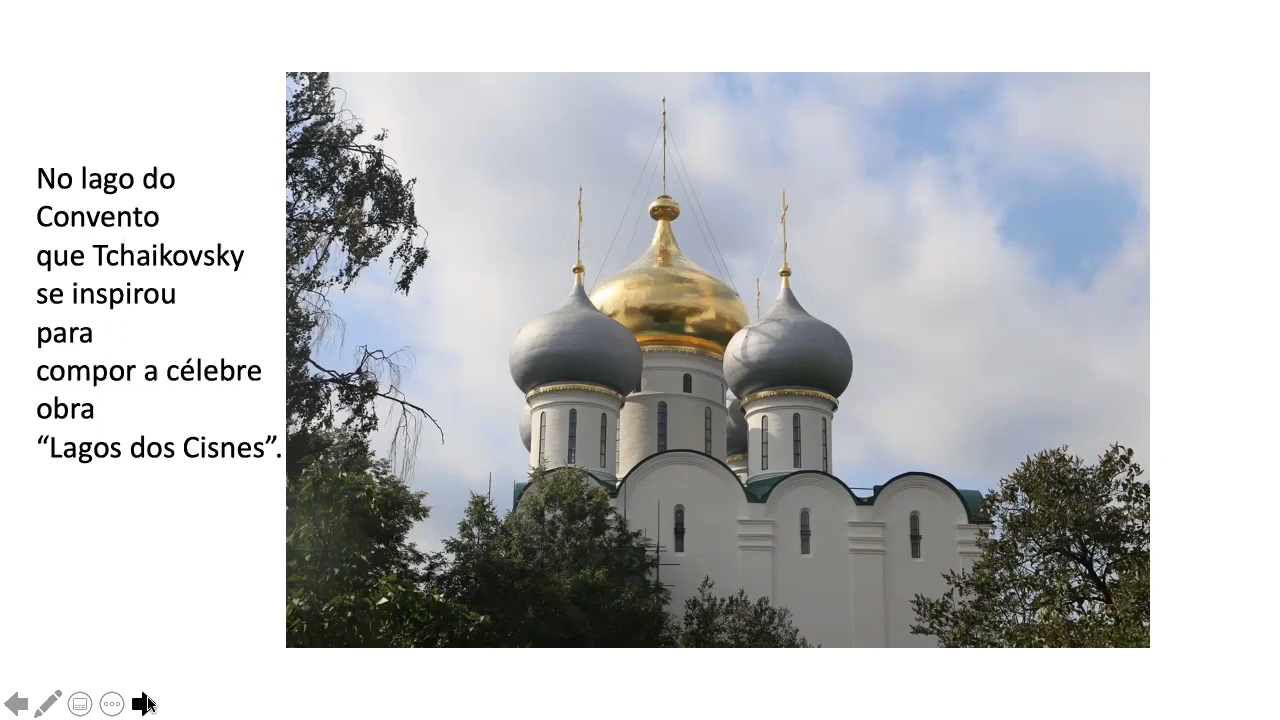 No lago do
Convento
que Tchaikovsky
se inspirou
para
compor a célebre
obra
“Lagos dos Cisnes”.